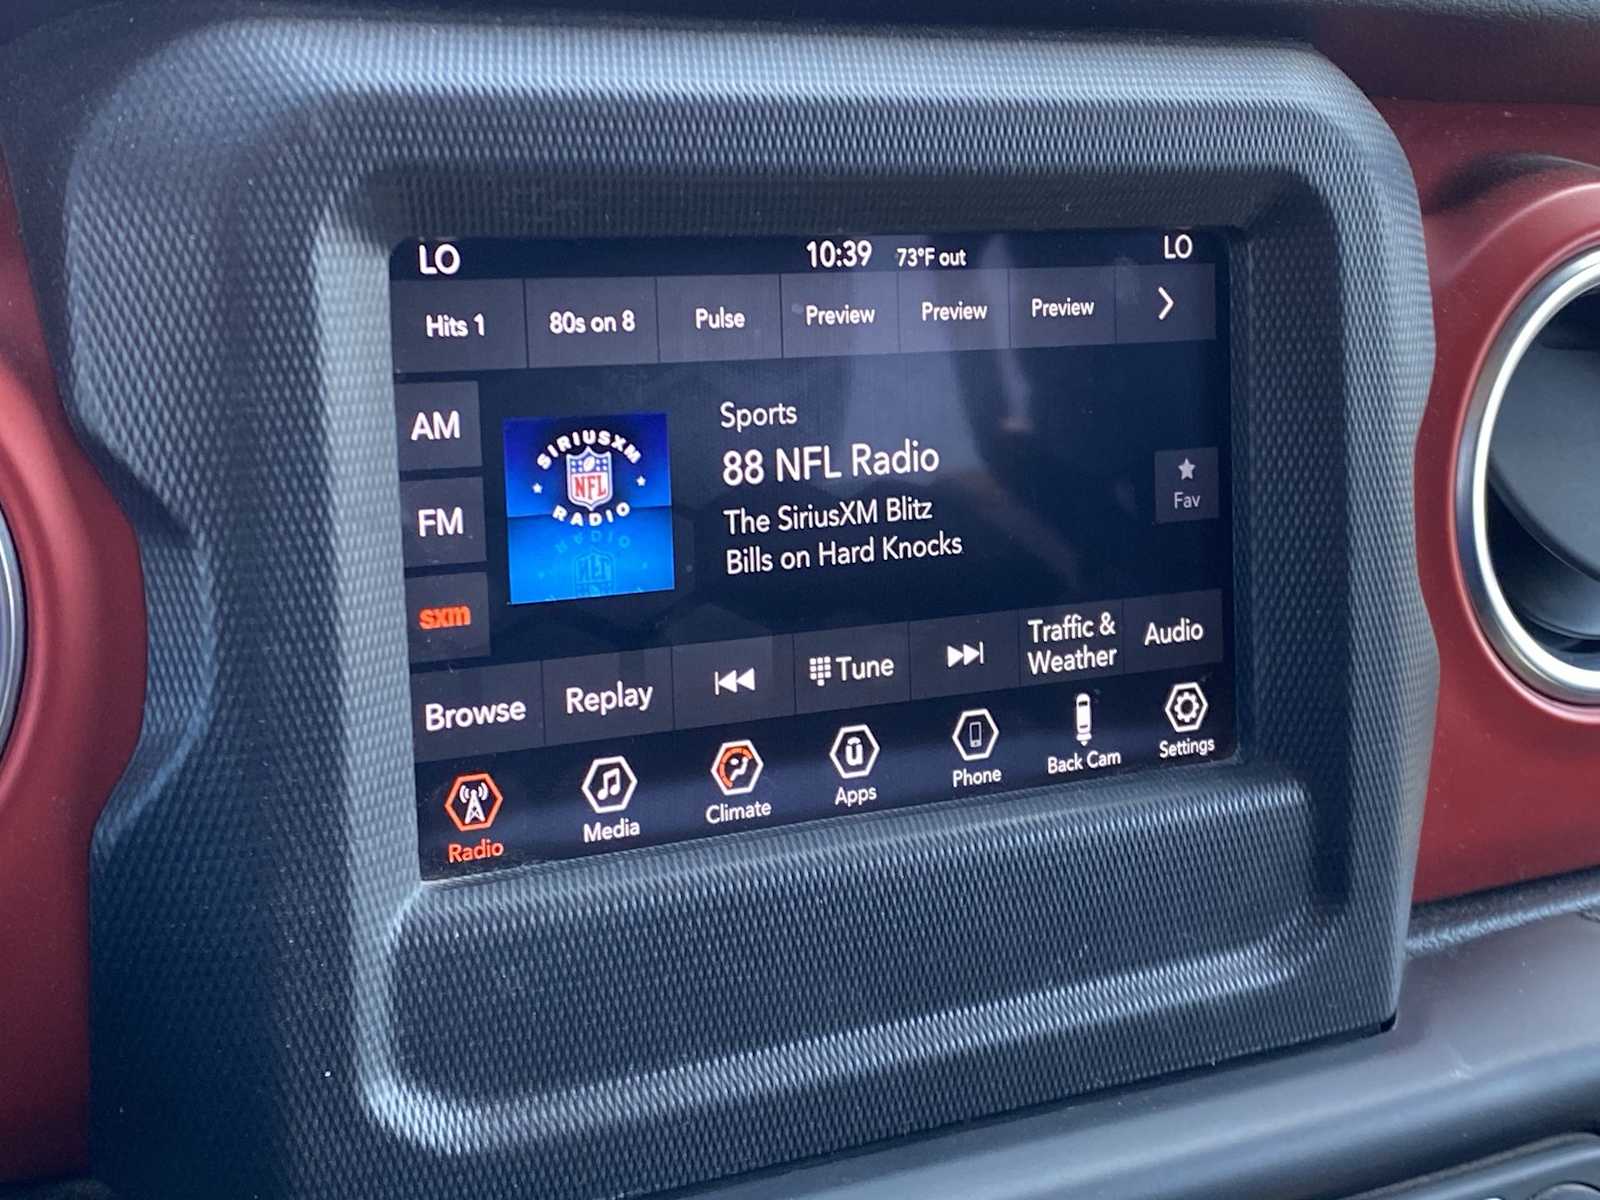 LO
10:39 73°F out
LO
Hits 1
80s on 8
Pulse
Preview
Preview
Preview
AM
FM
sxm
SIRIUSXM
NFL
RADIO
Sports
88 NFL Radio
The SiriusXM Blitz
Bills on Hard Knocks
Fav
Browse
Replay
Tune
Traffic &
Weather
Audio
Radio
Media
Climate
Apps
Phone
Back Cam
Settings